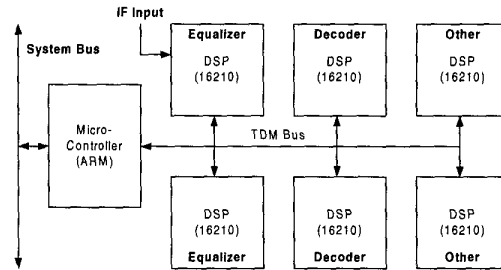 IF Input
System Bus
Equalizer
DSP
(16210)
Decoder
DSP
(16210)
Other
DSP
(16210)
Micro-
Controller
(ARM)
TDM Bus
DSP
(16210)
Equalizer
DSP
(16210)
Decoder
DSP
(16210)
Other